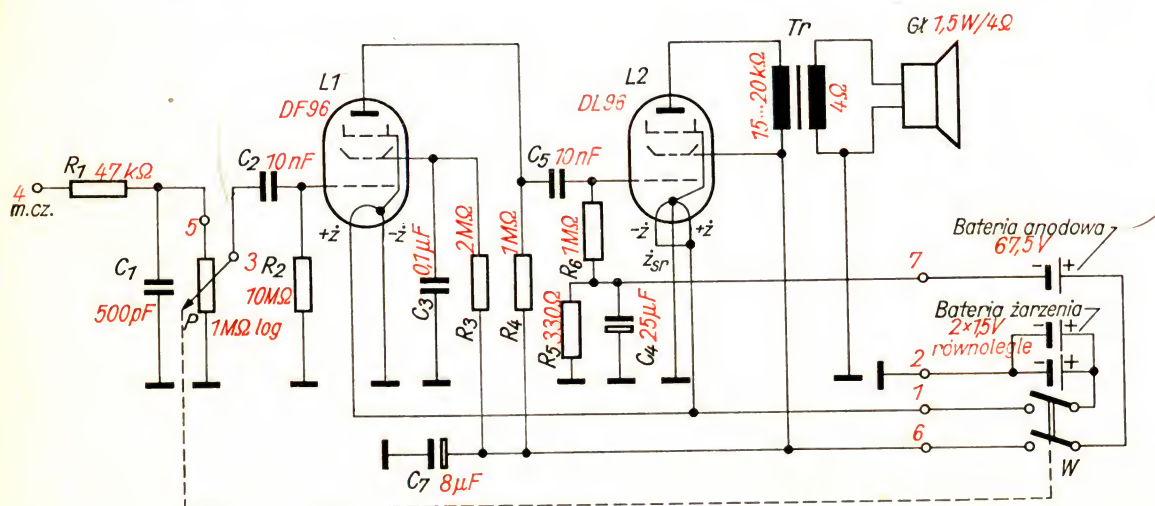 Tr
Gł 1,5W/4Ω
L1
DF96
L2
DL96
15...20kΩ
4Ω
R1 47kΩ
4
m.cz.
C2 10nF
C5 10nF
5
3
P
1MΩ log
C1
500pF
R2
10MΩ
+ż
-ż
0,1μF
C3
2MΩ
R3
1MΩ
R4
1MΩ
R6
R5 330Ω
C4 25μF
-ż
+ż
żśr
7
Bateria anodowa
67,5V
- +
Bateria żarzenia
2×1,5V
równolegle
- +
- +
2
1
6
W
C7 8μF